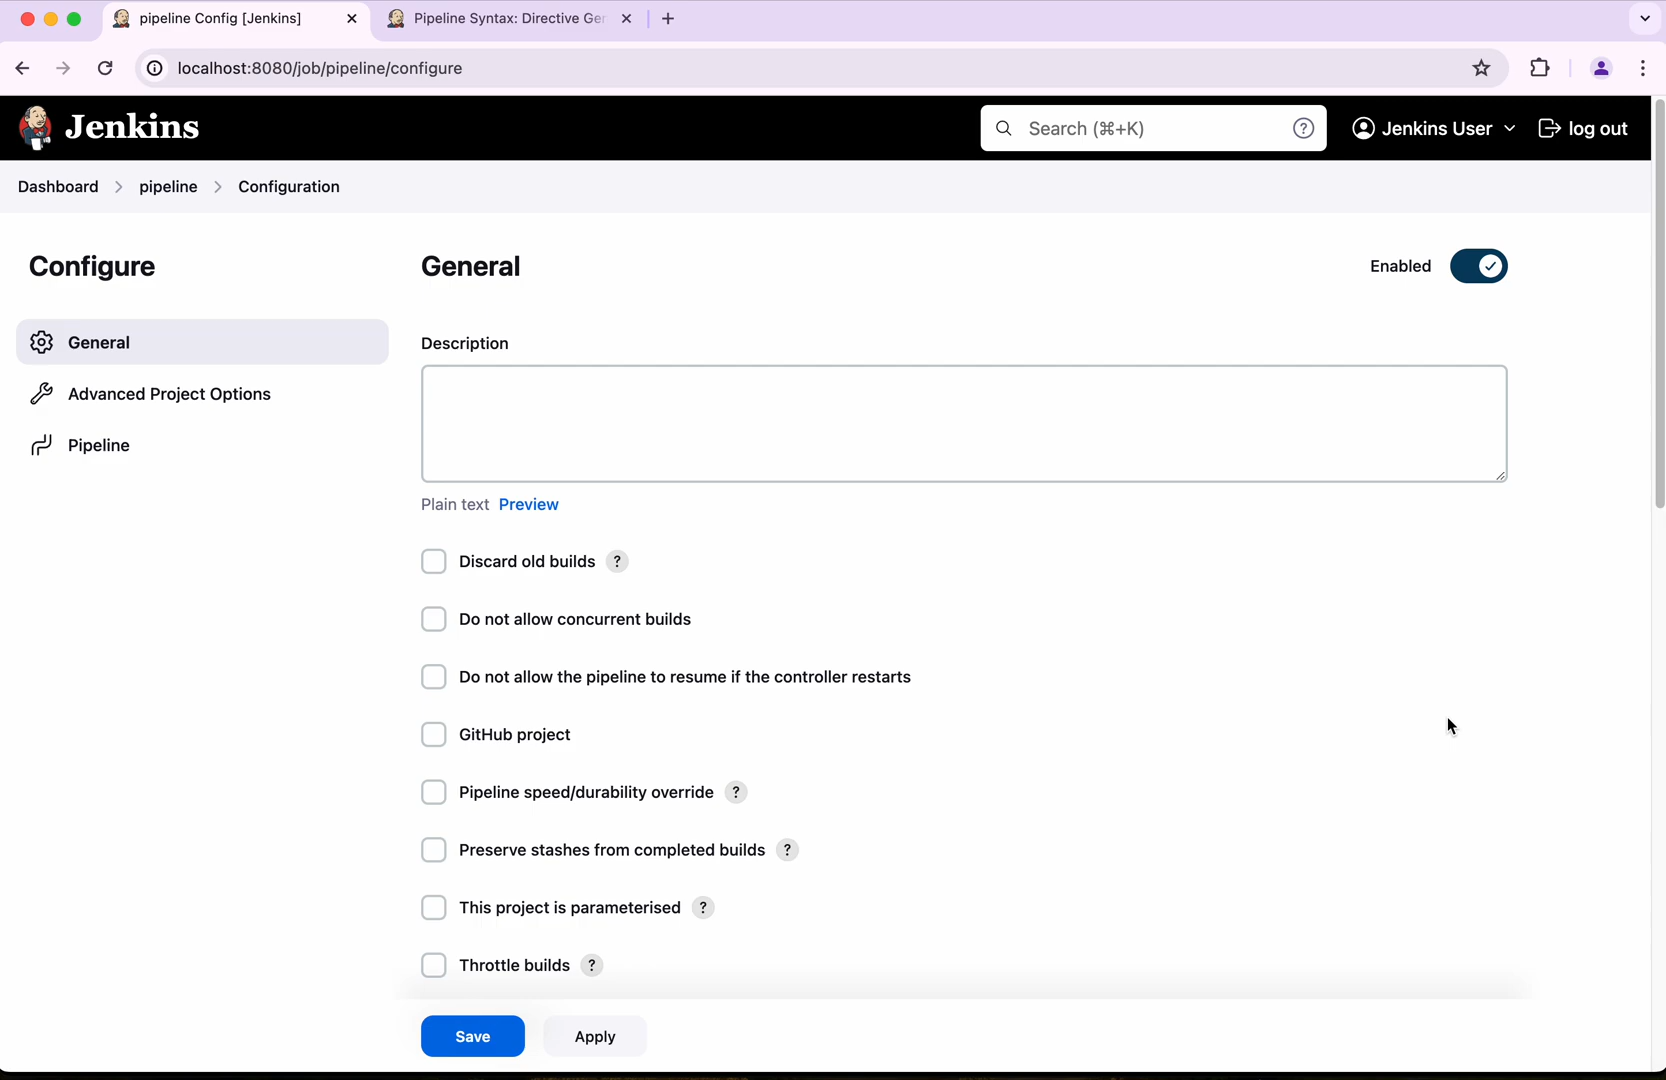 pipeline Config [Jenkins]
Pipeline Syntax: Directive Ger
localhost:8080/job/pipeline/configure
Jenkins
Search (⌘+K)
?
Jenkins User
log out
Dashboard
pipeline
Configuration
Configure
General
Advanced Project Options
Pipeline
General
Enabled
Description
Plain text Preview
Discard old builds ?
Do not allow concurrent builds
Do not allow the pipeline to resume if the controller restarts
GitHub project
Pipeline speed/durability override ?
Preserve stashes from completed builds ?
This project is parameterised ?
Throttle builds ?
Save
Apply